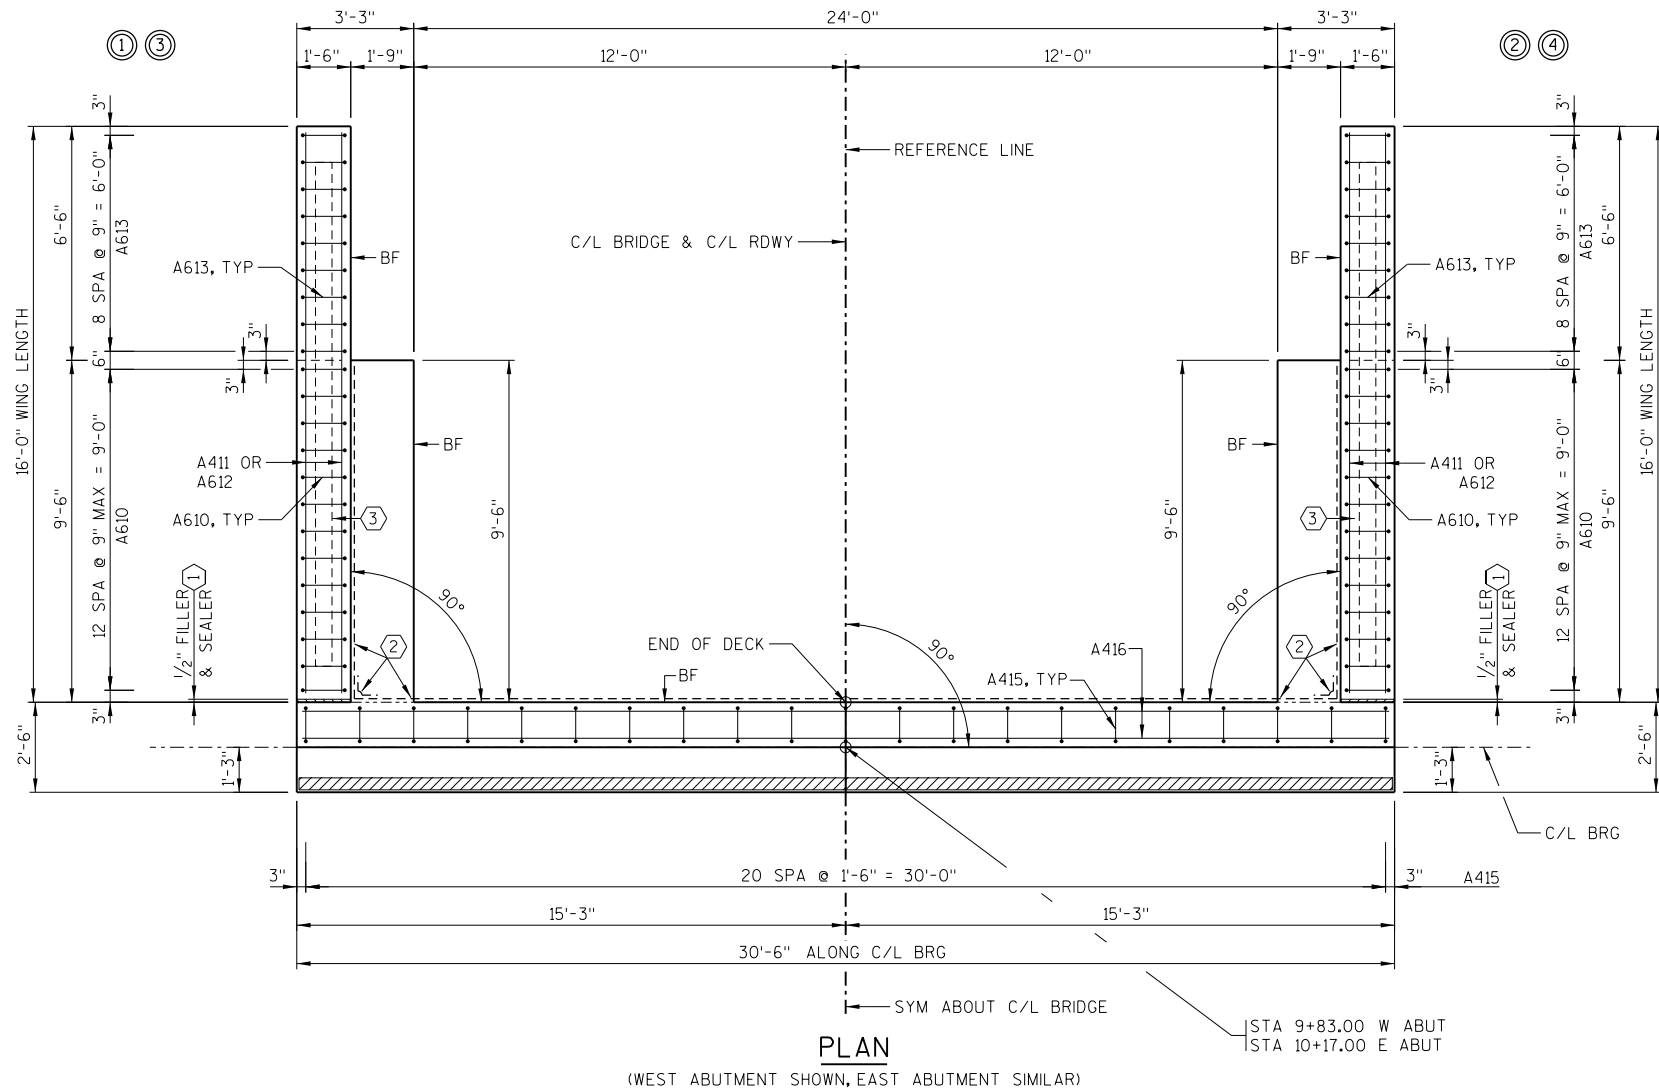 3'-3" 24'-0" 3'-3"
1 3
2 4
1'-6" 1'-9" 12'-0" 12'-0" 1'-9" 1'-6"
3"
3"
REFERENCE LINE
8 SPA @ 9" = 6'-0"
A613
6'-6"
8 SPA @ 9" = 6'-0"
A613
6'-6"
C/L BRIDGE & C/L RDWY
BF
BF
A613, TYP
A613, TYP
16'-0" WING LENGTH
16'-0" WING LENGTH
3"
6"
3"
3"
6"
3"
BF
BF
A411 OR
A612
A411 OR
A612
12 SPA @ 9" MAX = 9'-0"
A610
9'-6"
12 SPA @ 9" MAX = 9'-0"
A610
9'-6"
A610, TYP
3
9'-6"
9'-6"
3
A610, TYP
1
1/2" FILLER
& SEALER
1
1/2" FILLER
& SEALER
90°
90°
2
2
END OF DECK
90°
A416
BF
A415, TYP
3"
3"
2'-6"
1'-3"
1'-3"
2'-6"
C/L BRG
3" 20 SPA @ 1'-6" = 30'-0" 3" A415
15'-3" 15'-3"
30'-6" ALONG C/L BRG
SYM ABOUT C/L BRIDGE
STA 9+83.00 W ABUT
STA 10+17.00 E ABUT
PLAN
(WEST ABUTMENT SHOWN, EAST ABUTMENT SIMILAR)